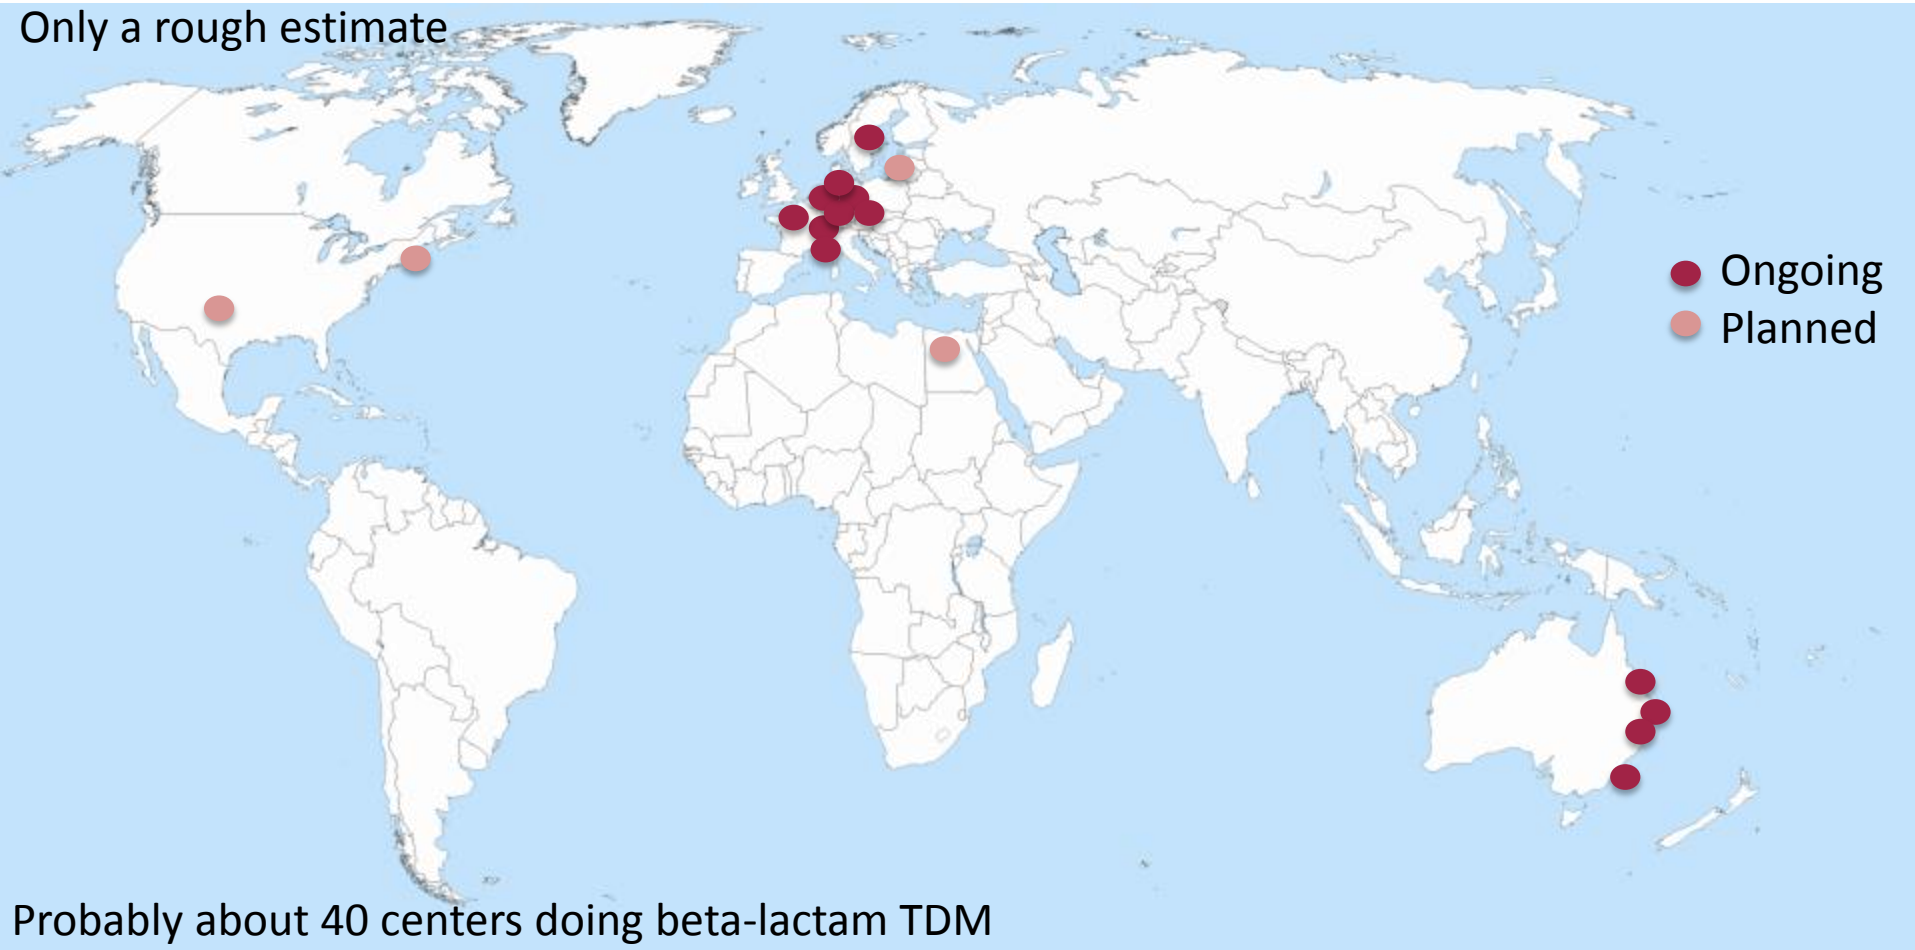 Only a rough estimate
Ongoing
Planned
Probably about 40 centers doing beta-lactam TDM